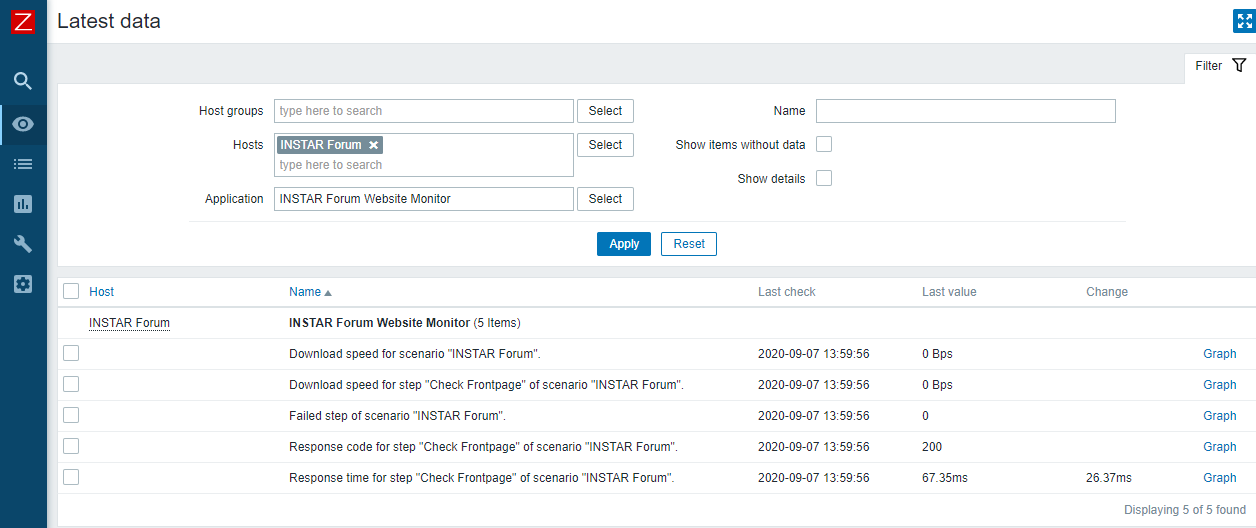 Z
Latest data
Filter
Host groups type here to search Select Name
Hosts INSTAR Forum Select Show items without data
type here to search
Show details
Application INSTAR Forum Website Monitor Select
Apply Reset
Host Name Last check Last value Change
INSTAR Forum INSTAR Forum Website Monitor (5 Items)
Download speed for scenario "INSTAR Forum". 2020-09-07 13:59:56 0 Bps Graph
Download speed for step "Check Frontpage" of scenario "INSTAR Forum". 2020-09-07 13:59:56 0 Bps Graph
Failed step of scenario "INSTAR Forum". 2020-09-07 13:59:56 0 Graph
Response code for step "Check Frontpage" of scenario "INSTAR Forum". 2020-09-07 13:59:56 200 Graph
Response time for step "Check Frontpage" of scenario "INSTAR Forum". 2020-09-07 13:59:56 67.35ms 26.37ms Graph
Displaying 5 of 5 found